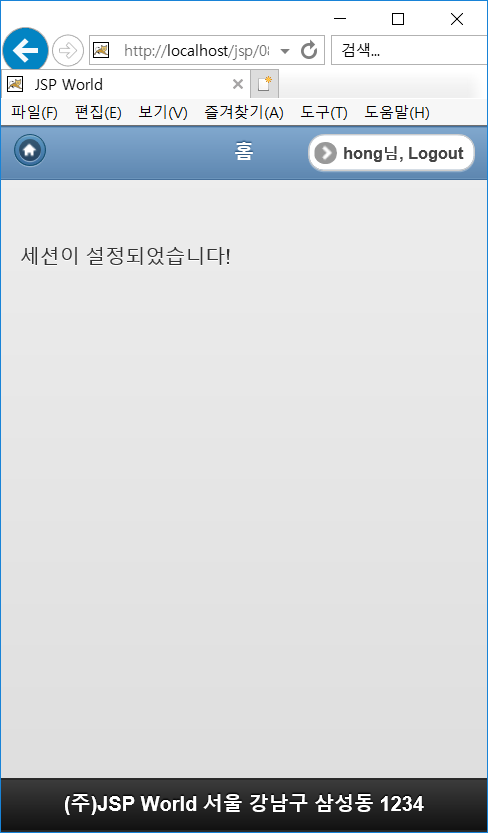 http://localhost/jsp/08
검색...
JSP World
파일(F) 편집(E) 보기(V) 즐겨찾기(A) 도구(T) 도움말(H)
홈
hong님, Logout
세션이 설정되었습니다!
(주)JSP World 서울 강남구 삼성동 1234